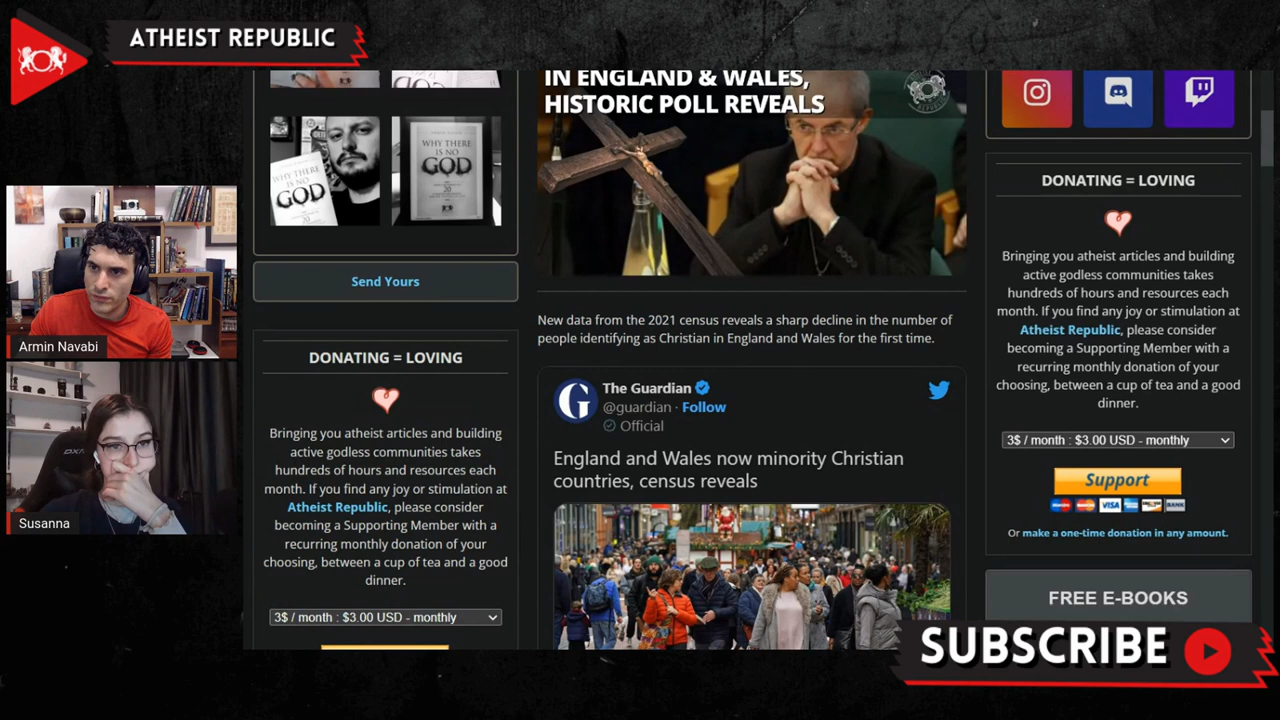 ATHEIST REPUBLIC
Armin Navabi
Susanna
WHY THERE
IS NO
GOD
WHY THERE
IS NO
GOD
20
Send Yours
DONATING = LOVING
Bringing you atheist articles and building
active godless communities takes
hundreds of hours and resources each
month. If you find any joy or stimulation at
Atheist Republic, please consider
becoming a Supporting Member with a
recurring monthly donation of your
choosing, between a cup of tea and a good
dinner.
3$ / month : $3.00 USD - monthly
IN ENGLAND & WALES,
HISTORIC POLL REVEALS
New data from the 2021 census reveals a sharp decline in the number of
people identifying as Christian in England and Wales for the first time.
The Guardian
@guardian · Follow
Official
England and Wales now minority Christian
countries, census reveals
DONATING = LOVING
Bringing you atheist articles and building
active godless communities takes
hundreds of hours and resources each
month. If you find any joy or stimulation at
Atheist Republic, please consider
becoming a Supporting Member with a
recurring monthly donation of your
choosing, between a cup of tea and a good
dinner.
3$ / month : $3.00 USD - monthly
Support
VISA
BANK
Or make a one-time donation in any amount.
FREE E-BOOKS
SUBSCRIBE